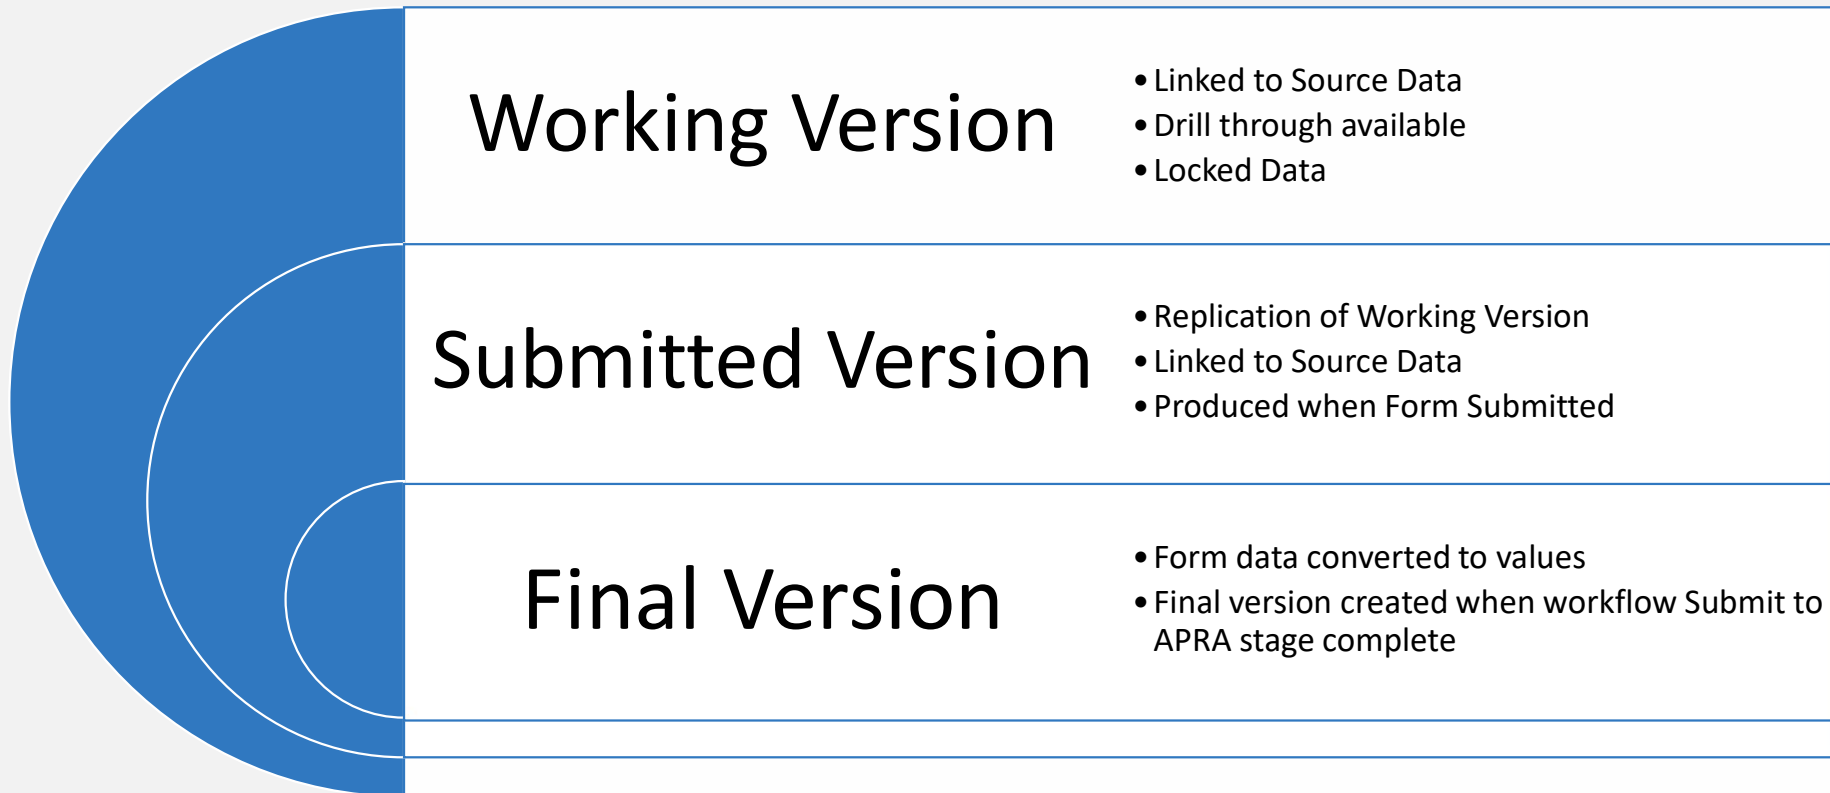 Working Version
• Linked to Source Data
• Drill through available
• Locked Data
Submitted Version
• Replication of Working Version
• Linked to Source Data
• Produced when Form Submitted
Final Version
• Form data converted to values
• Final version created when workflow Submit to
APRA stage complete